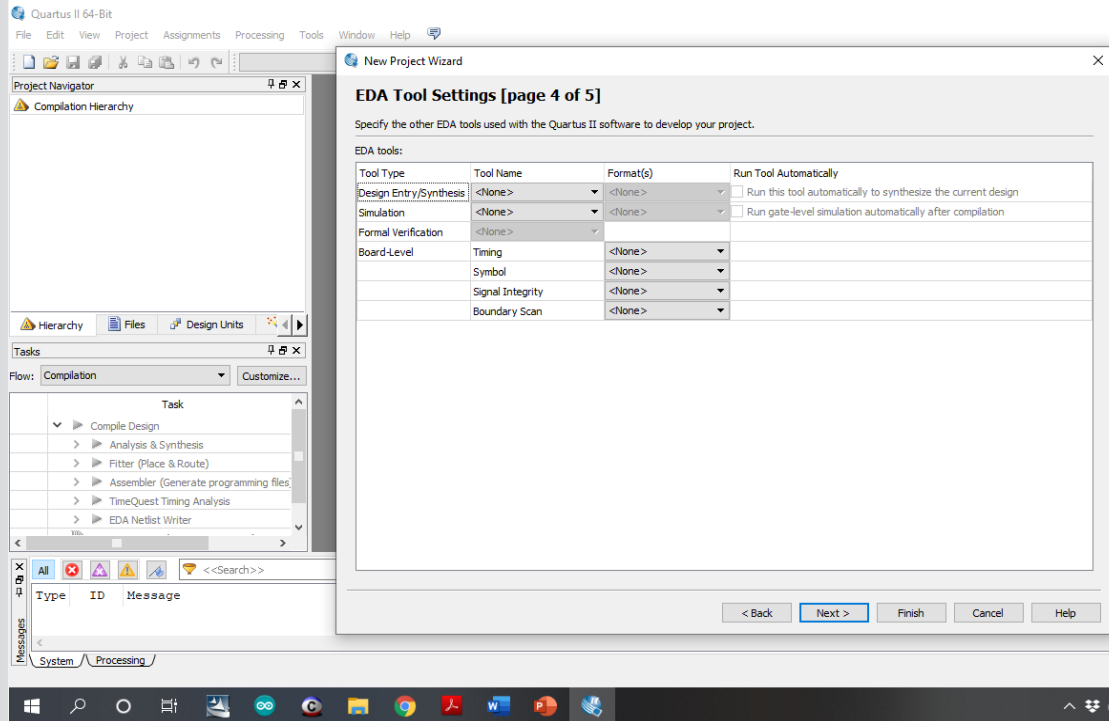 Quartus II 64-Bit
File Edit View Project Assignments Processing Tools Window Help
New Project Wizard
Project Navigator
Compilation Hierarchy
Hierarchy Files Design Units
Tasks
Flow: Compilation Customize...
Task
Compile Design
Analysis & Synthesis
Fitter (Place & Route)
Assembler (Generate programming files)
TimeQuest Timing Analysis
EDA Netlist Writer
EDA Tool Settings [page 4 of 5]
Specify the other EDA tools used with the Quartus II software to develop your project.
EDA tools:
Tool Type Tool Name Format(s) Run Tool Automatically
Design Entry/Synthesis <None> <None> Run this tool automatically to synthesize the current design
Simulation <None> <None> Run gate-level simulation automatically after compilation
Formal Verification <None>
Board-Level Timing <None>
Symbol <None>
Signal Integrity <None>
Boundary Scan <None>
< Back Next > Finish Cancel Help
All <<Search>>
Type ID Message
Messages
System Processing